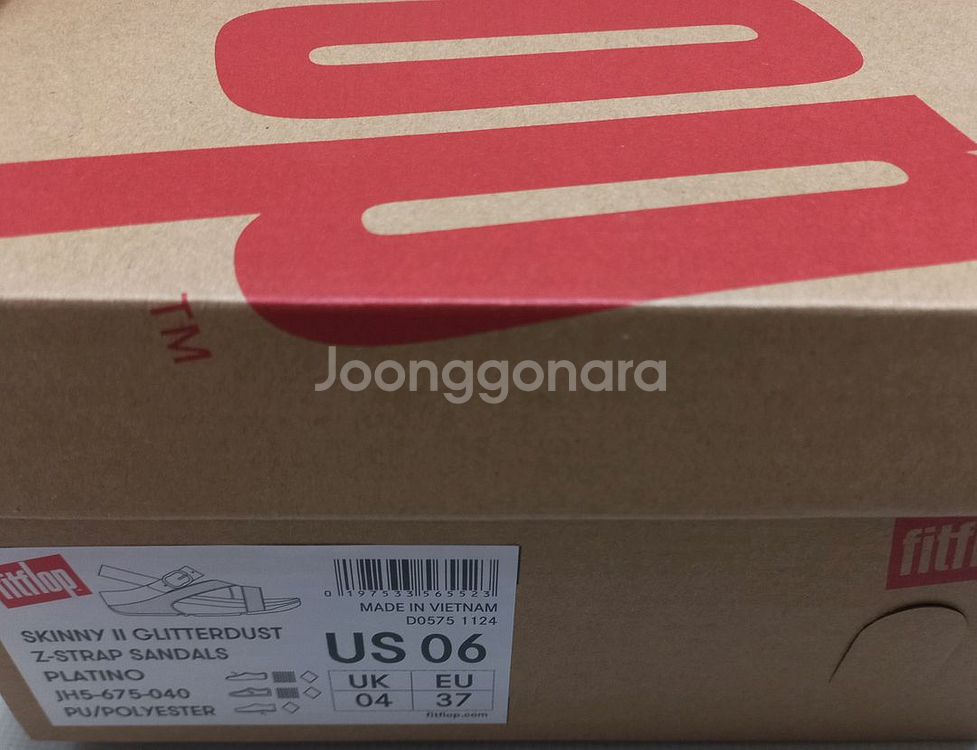 TM
Joonggonara
fitflop
fitf
0 197533 565523
MADE IN VIETNAM
D0575 1124
SKINNY II GLITTERDUST
Z-STRAP SANDALS
PLATINO
JH5-675-040
PU/POLYESTER
US 06
UK EU
04 37
fitflop.com